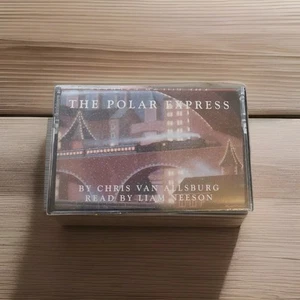 THE POLAR EXPRESS
BY CHRIS VAN ALLSBURG
READ BY LIAM NEESON